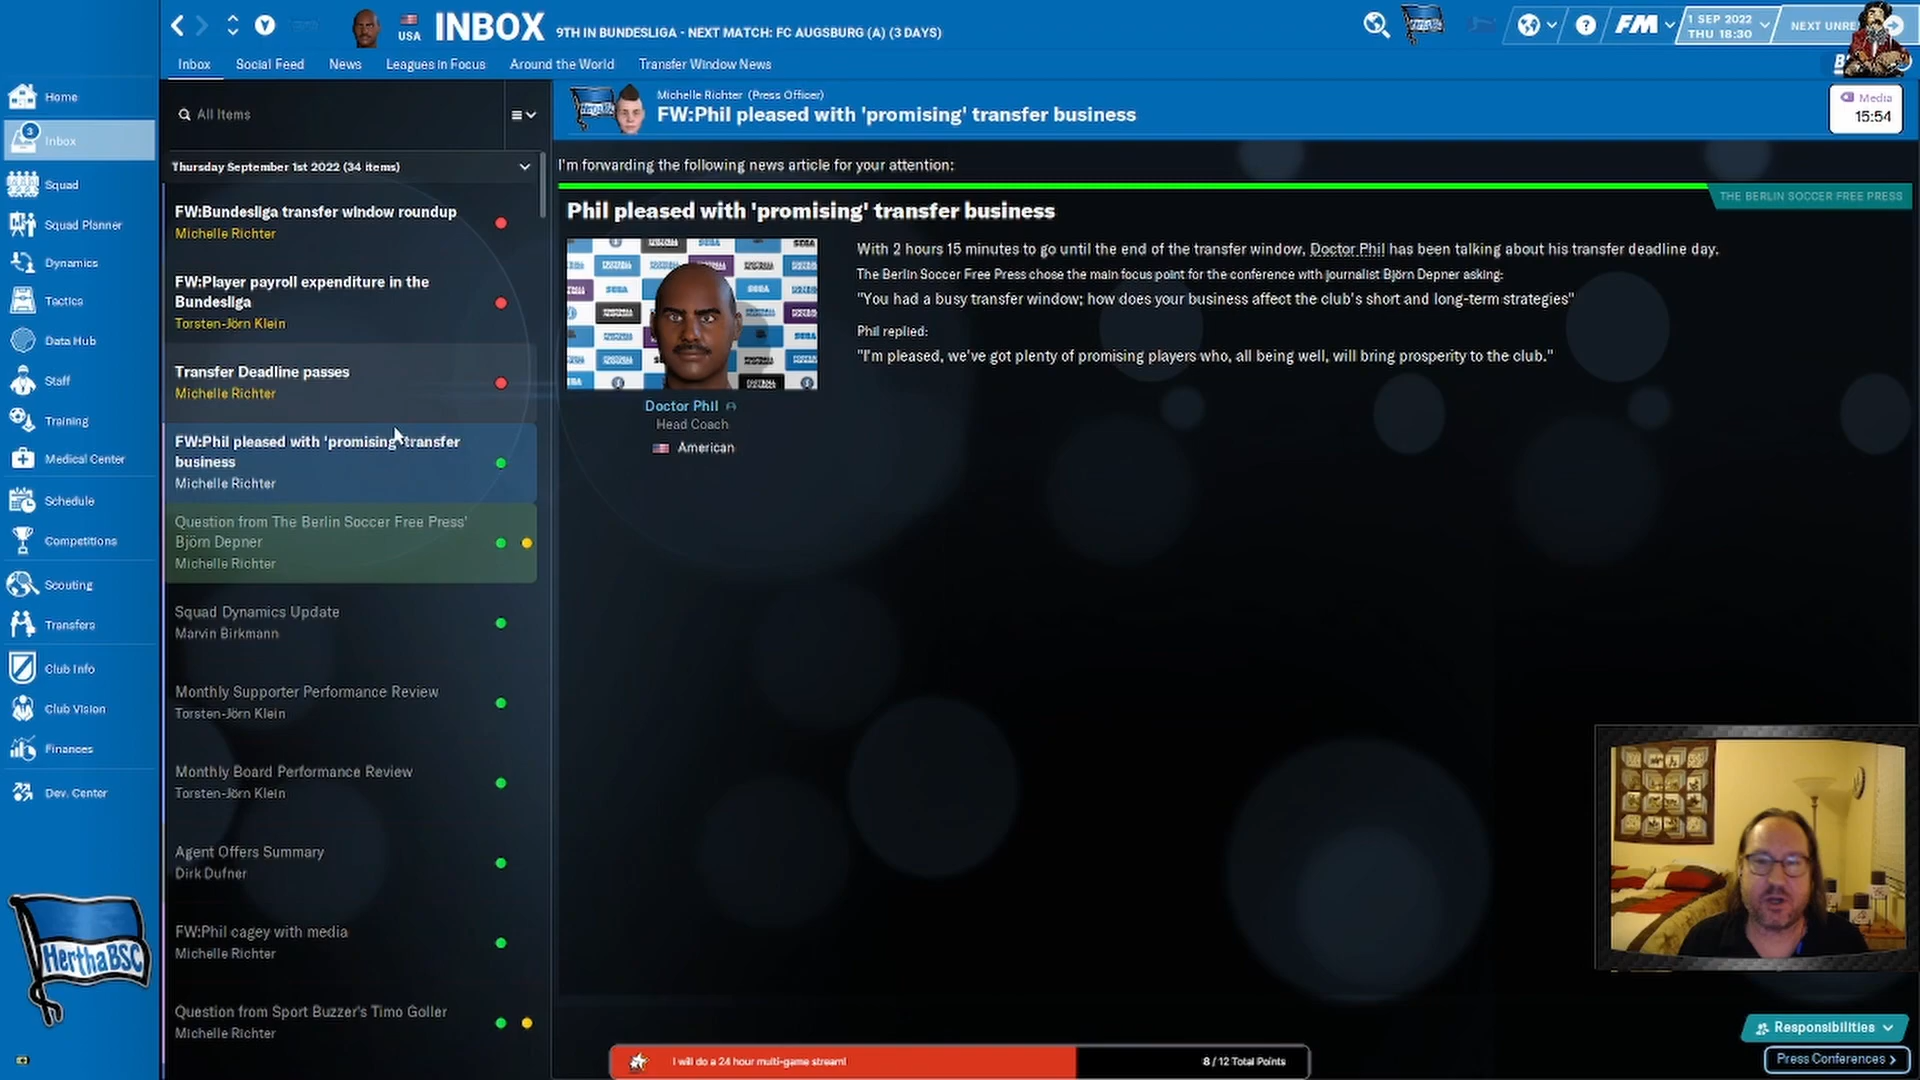 USA
INBOX
9TH IN BUNDESLIGA - NEXT MATCH: FC AUGSBURG (A) (3 DAYS)
FM
1 SEP 2022
THU 18:30
NEXT UNRE
Inbox
Social Feed
News
Leagues in Focus
Around the World
Transfer Window News
Home
3
Inbox
Squad
Squad Planner
Dynamics
Tactics
Data Hub
Staff
Training
Medical Center
Schedule
Competitions
Scouting
Transfers
Club Info
Club Vision
Finances
Dev. Center
HerthaBSC
All Items
Thursday September 1st 2022 (34 items)
FW:Bundesliga transfer window roundup
Michelle Richter
FW:Player payroll expenditure in the
Bundesliga
Torsten-Jörn Klein
Transfer Deadline passes
Michelle Richter
FW:Phil pleased with 'promising' transfer
business
Michelle Richter
Question from The Berlin Soccer Free Press'
Björn Depner
Michelle Richter
Squad Dynamics Update
Marvin Birkmann
Monthly Supporter Performance Review
Torsten-Jörn Klein
Monthly Board Performance Review
Torsten-Jörn Klein
Agent Offers Summary
Dirk Dufner
FW:Phil cagey with media
Michelle Richter
Question from Sport Buzzer's Timo Goller
Michelle Richter
Michelle Richter (Press Officer)
FW:Phil pleased with 'promising' transfer business
Media
15:54
I'm forwarding the following news article for your attention:
THE BERLIN SOCCER FREE PRESS
Phil pleased with 'promising' transfer business
With 2 hours 15 minutes to go until the end of the transfer window, Doctor Phil has been talking about his transfer deadline day.
The Berlin Soccer Free Press chose the main focus point for the conference with journalist Björn Depner asking:
"You had a busy transfer window; how does your business affect the club's short and long-term strategies"
Phil replied:
"I'm pleased, we've got plenty of promising players who, all being well, will bring prosperity to the club."
Doctor Phil
Head Coach
American
I will do a 24 hour multi-game stream!
8 / 12 Total Points
Responsibilities
Press Conferences